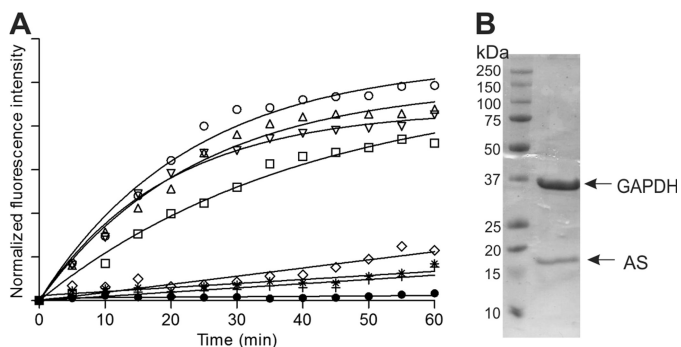 A
Normalized fluorescence intensity
0 10 20 30 40 50 60
Time (min)
B
kDa
250
150
100
75
50
37
25
20
15
10
GAPDH
AS